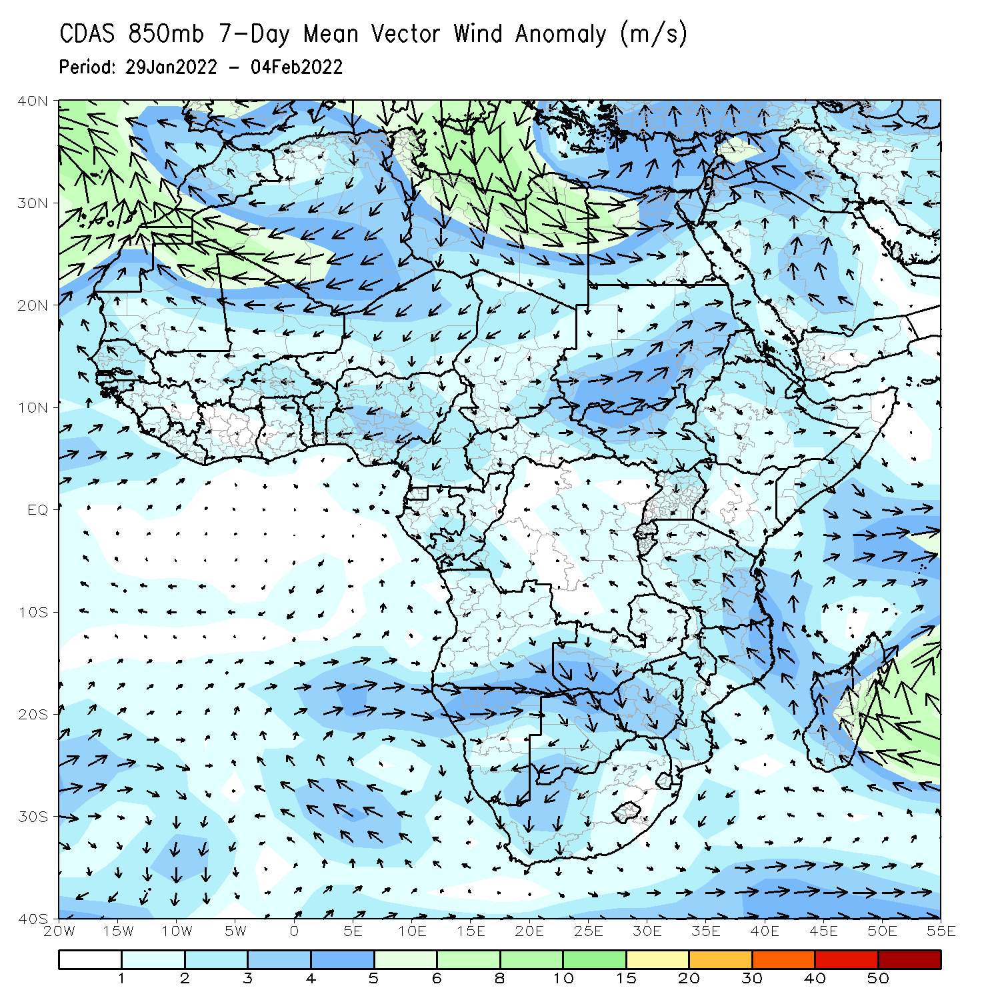 CDAS 850mb 7-Day Mean Vector Wind Anomaly (m/s)
Period: 29Jan2022 - 04Feb2022
40N
30N
20N
10N
EQ
10S
20S
30S
40S
20W 15W 10W 5W 0 5E 10E 15E 20E 25E 30E 35E 40E 45E 50E 55E
1 2 3 4 5 6 8 10 15 20 30 40 50